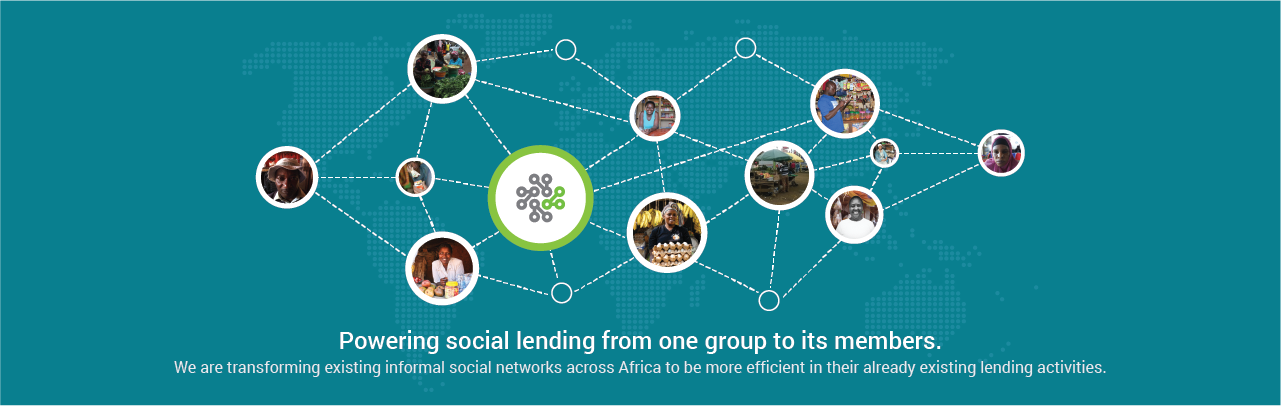 Powering social lending from one group to its members.
We are transforming existing informal social networks across Africa to be more efficient in their already existing lending activities.